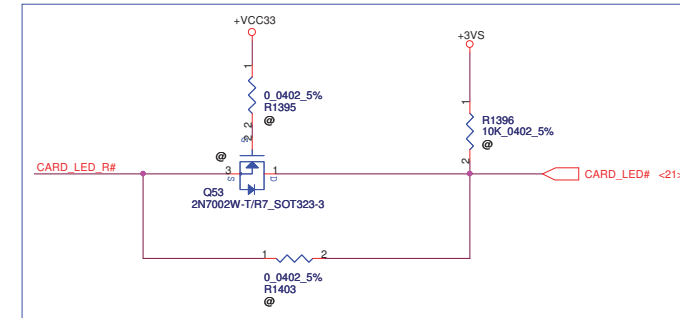 +VCC33
+3VS
1
0_0402_5%
R1395
@
2
G
2
1
R1396
10K_0402_5%
@
2
@
CARD_LED_R#
3
S
1
D
CARD_LED# <21>
Q53
2N7002W-T/R7_SOT323-3
1
2
0_0402_5%
R1403
@